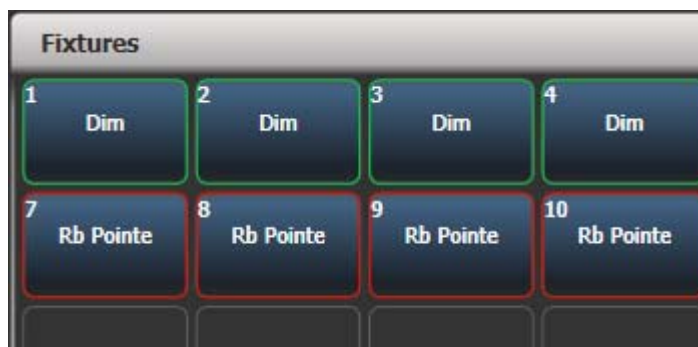 Fixtures
1 2 3 4
Dim Dim Dim Dim
7 8 9 10
Rb Pointe Rb Pointe Rb Pointe Rb Pointe